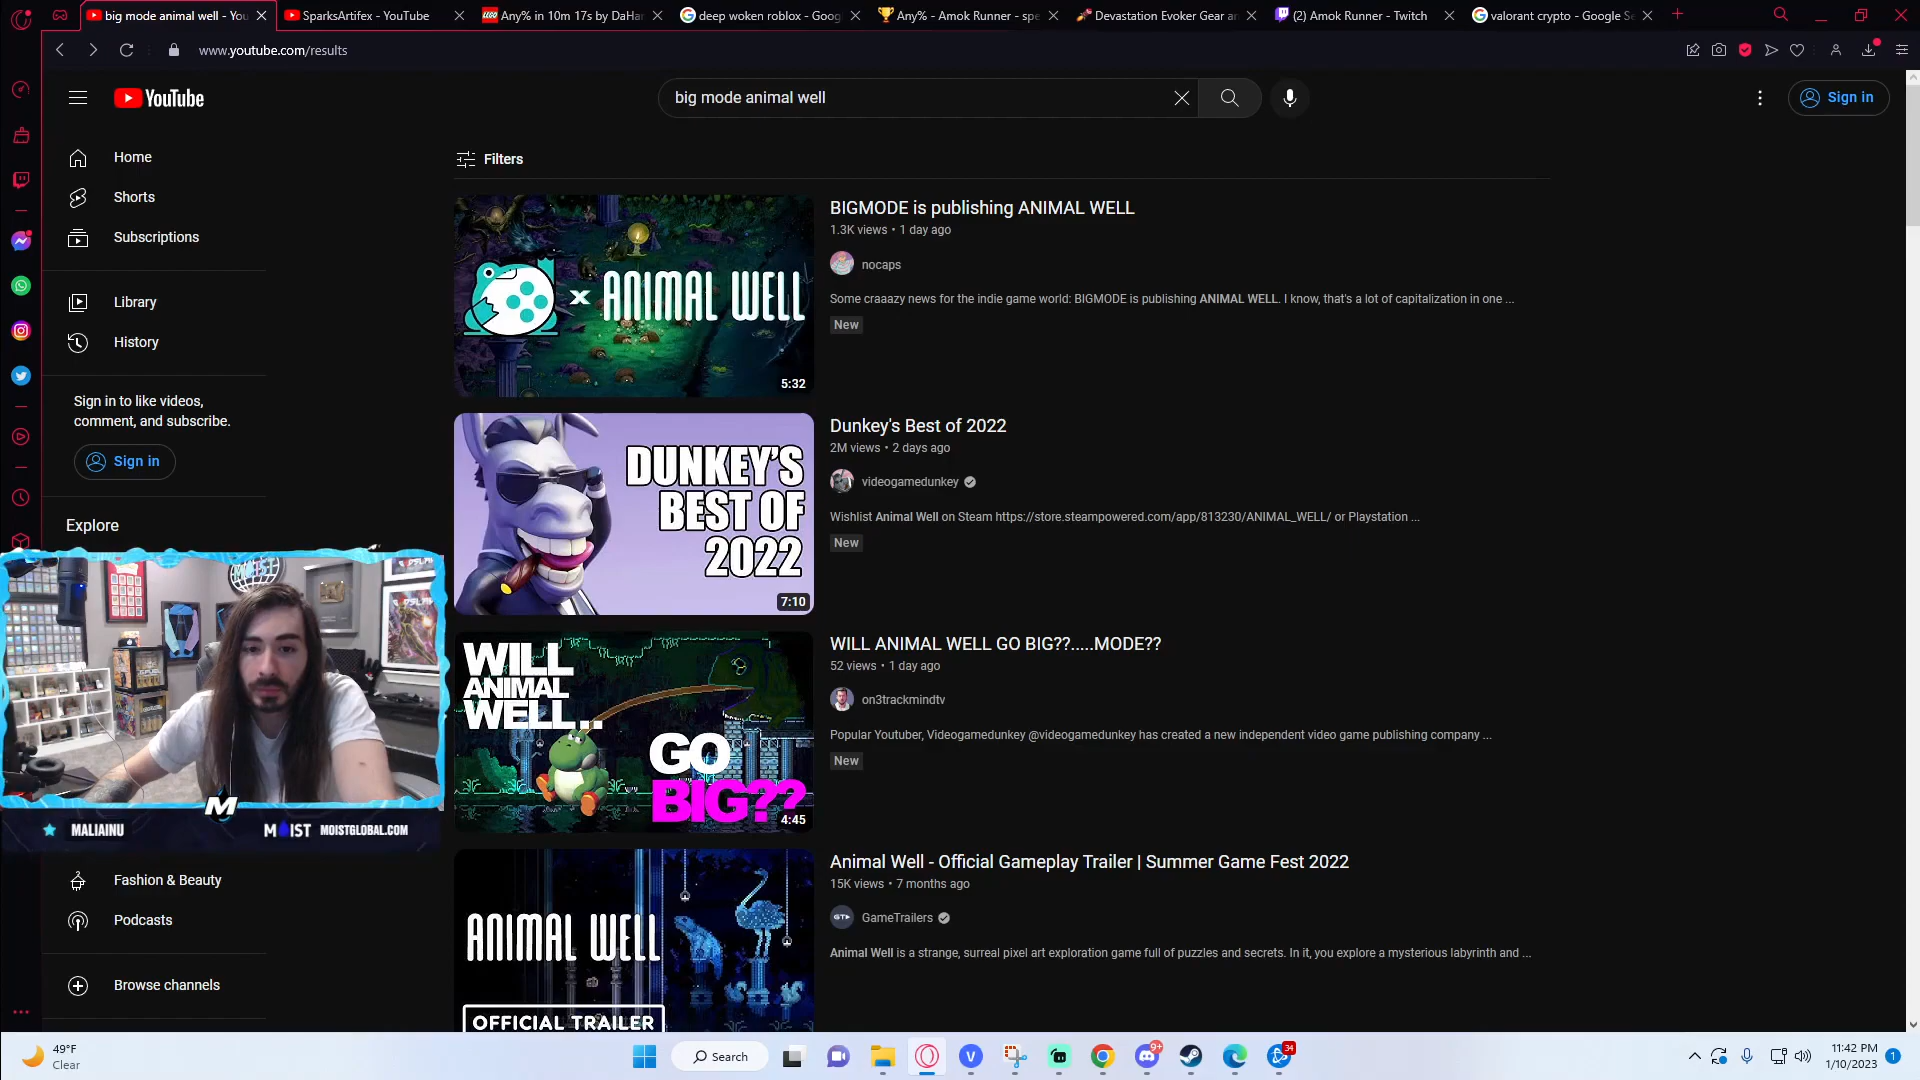 big mode animal well - You
SparksArtifex - YouTube
Any% in 10m 17s by DaHa
deep woken roblox - Goog
Any% - Amok Runner - spe
Devastation Evoker Gear an
(2) Amok Runner - Twitch
valorant crypto - Google Se
www.youtube.com/results
YouTube
big mode animal well
Sign in
Home
Shorts
Subscriptions
Library
History
Sign in to like videos,
comment, and subscribe.
Sign in
Explore
Filters
ANIMAL WELL
5:32
BIGMODE is publishing ANIMAL WELL
1.3K views • 1 day ago
nocaps
Some craaazy news for the indie game world: BIGMODE is publishing ANIMAL WELL. I know, that's a lot of capitalization in one ...
New
DUNKEY'S
BEST OF
2022
7:10
Dunkey's Best of 2022
2M views • 2 days ago
videogamedunkey
Wishlist Animal Well on Steam https://store.steampowered.com/app/813230/ANIMAL_WELL/ or Playstation ...
New
WILL
ANIMAL
WELL..
GO
BIG??
4:45
WILL ANIMAL WELL GO BIG??.....MODE??
52 views • 1 day ago
on3trackmindtv
Popular Youtuber, Videogamedunkey @videogamedunkey has created a new independent video game publishing company ...
New
ANIMAL WELL
OFFICIAL TRAILER
Animal Well - Official Gameplay Trailer | Summer Game Fest 2022
15K views • 7 months ago
GT
GameTrailers
Animal Well is a strange, surreal pixel art exploration game full of puzzles and secrets. In it, you explore a mysterious labyrinth and ...
MOIST
M
MALIAINU
MOIST
MOISTGLOBAL.COM
Fashion & Beauty
Podcasts
Browse channels
49°F
Clear
Search
V
9+
34
11:42 PM
1/10/2023
1